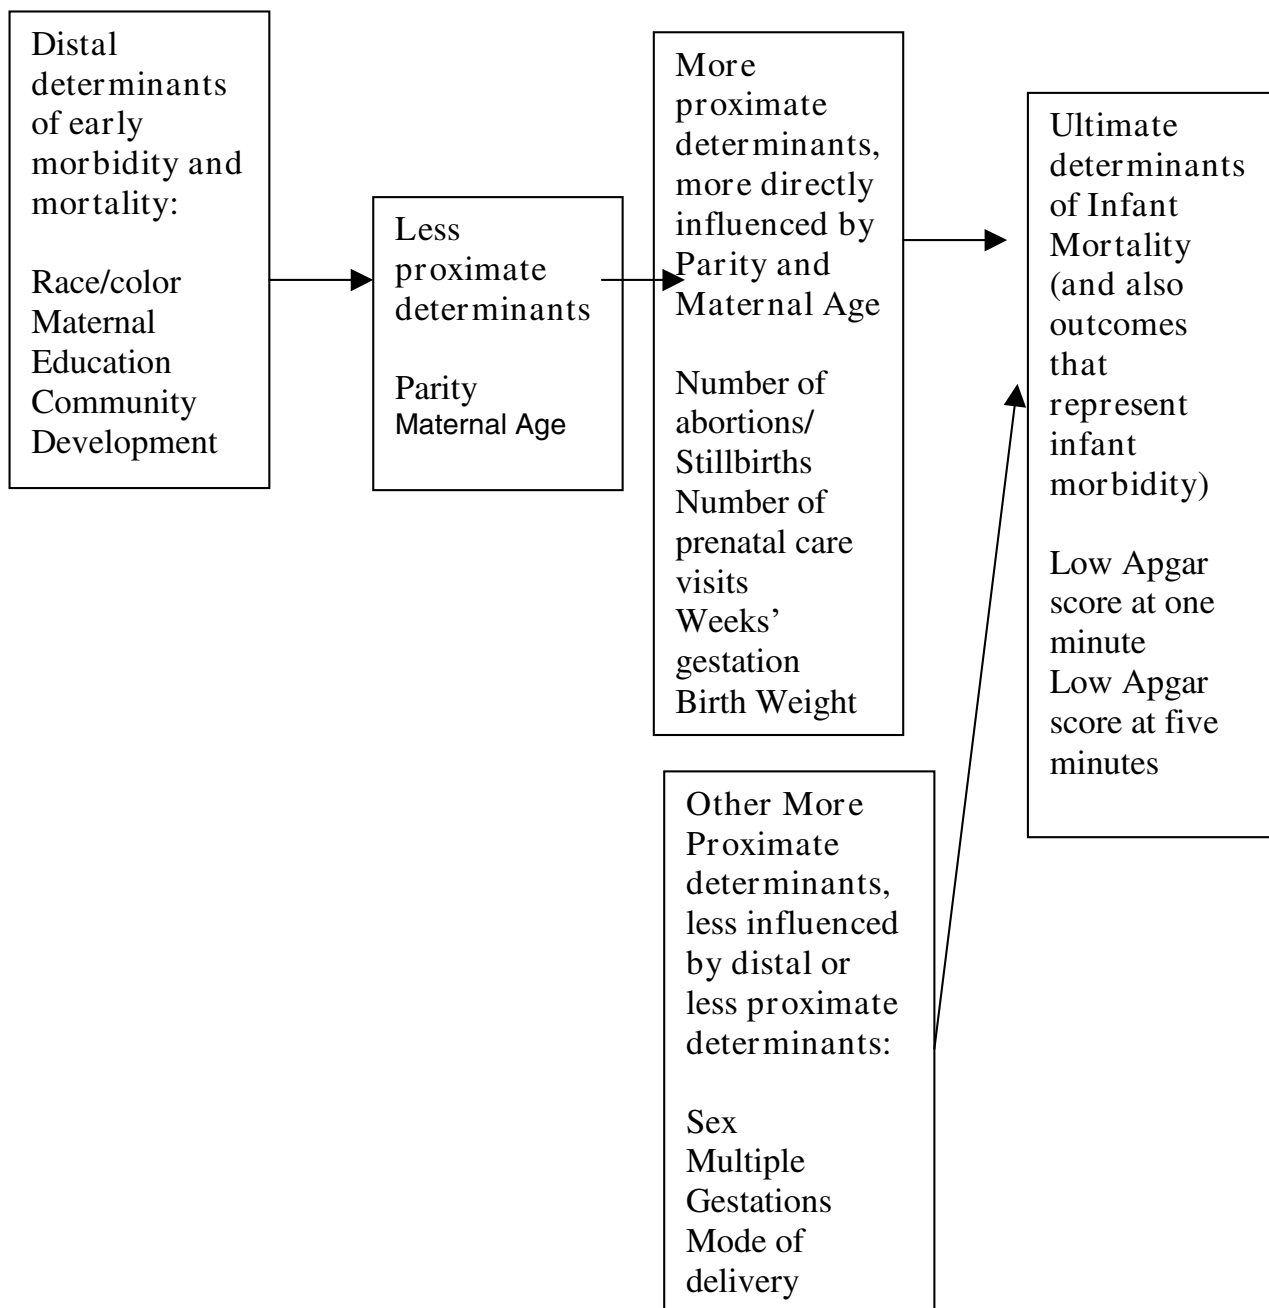 Distal
determinants
of early
morbidity and
mortality:
Race/color
Maternal
Education
Community
Development
Less
proximate
determinants
Parity
Maternal Age
More
proximate
determinants,
more directly
influenced by
Parity and
Maternal Age
Number of
abortions/
Stillbirths
Number of
prenatal care
visits
Weeks’
gestation
Birth Weight
Other More
Proximate
determinants,
less influenced
by distal or
less proximate
determinants:
Sex
Multiple
Gestations
Mode of
delivery
Ultimate
determinants
of Infant
Mortality
(and also
outcomes
that
represent
infant
morbidity)
Low Apgar
score at one
minute
Low Apgar
score at five
minutes